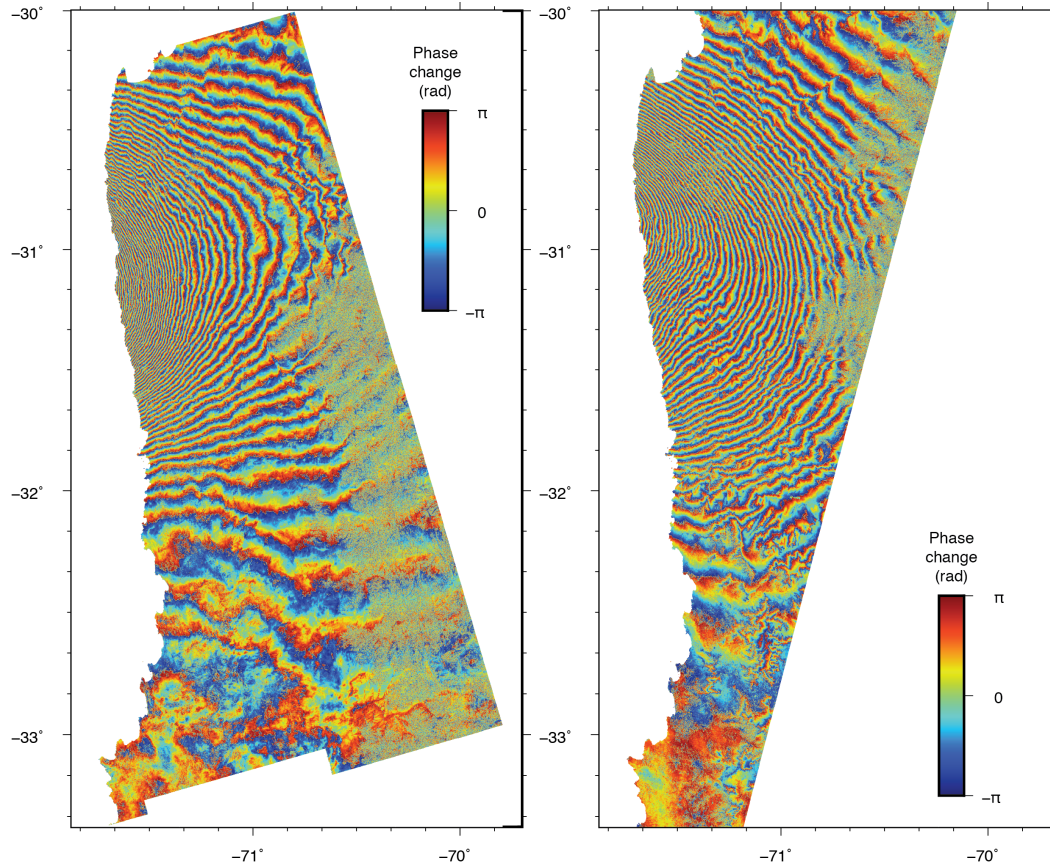 −30˚
−31˚
−32˚
−33˚
−71˚
−70˚
Phase
change
(rad)
π
0
−π
−30˚
−31˚
−32˚
−33˚
−71˚
−70˚
Phase
change
(rad)
π
0
−π